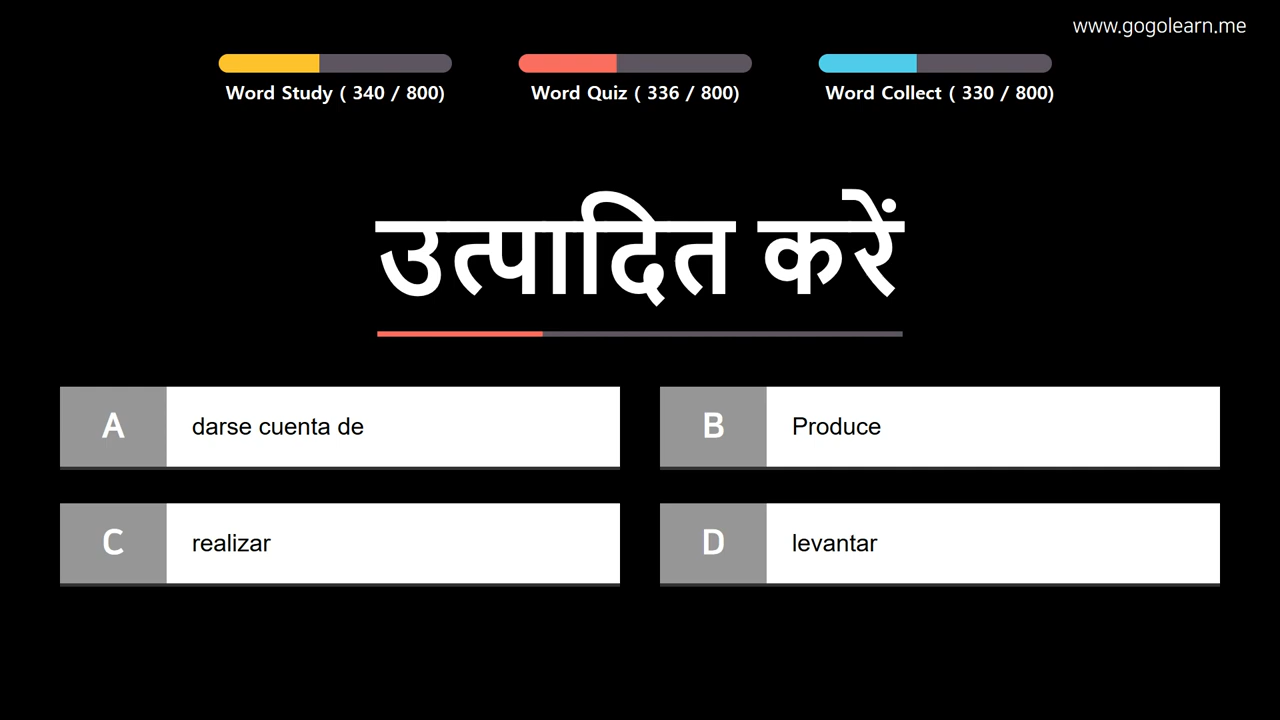 www.gogolearn.me
Word Study ( 340 / 800)
Word Quiz ( 336 / 800)
Word Collect ( 330 / 800)
उत्पादित करें
A darse cuenta de
B Produce
C realizar
D levantar